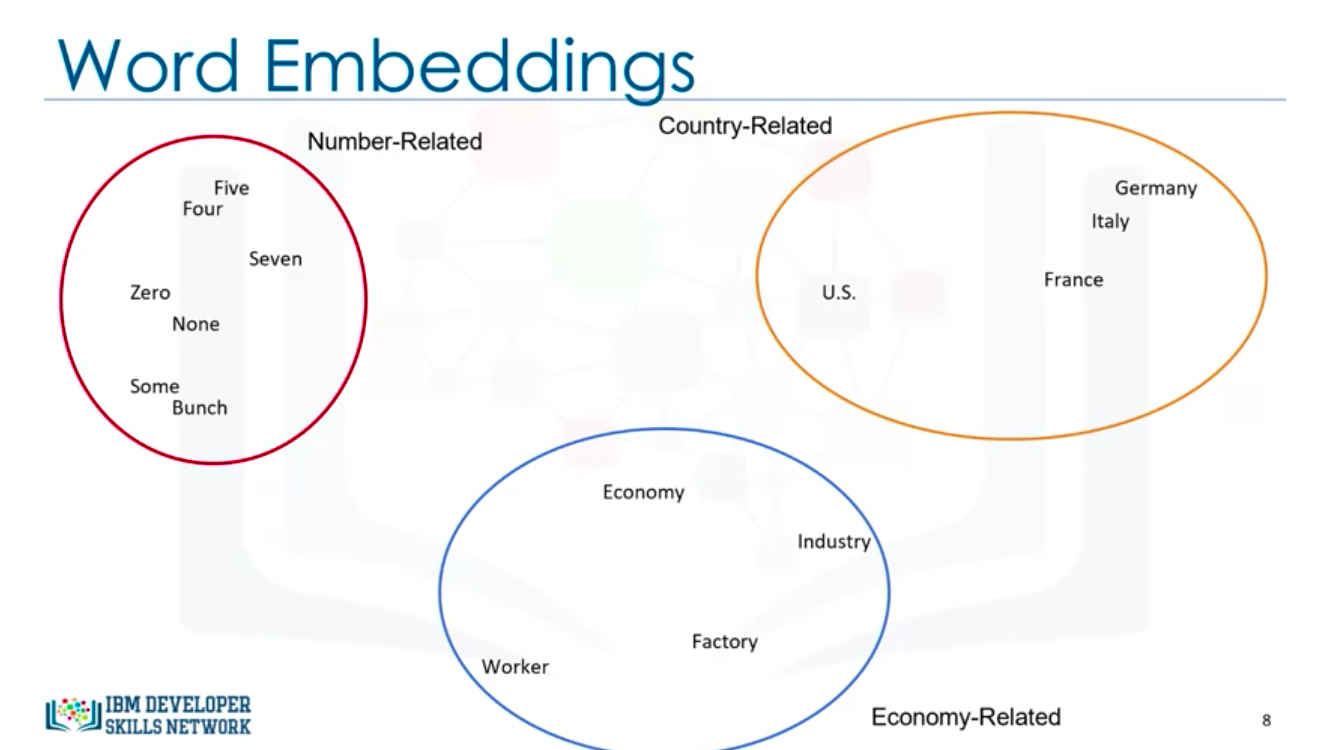 Word Embeddings
Number-Related
Country-Related
Five
Four
Seven
Zero
None
Some
Bunch
Germany
Italy
France
U.S.
Economy
Industry
Factory
Worker
Economy-Related
IBM DEVELOPER
SKILLS NETWORK
8